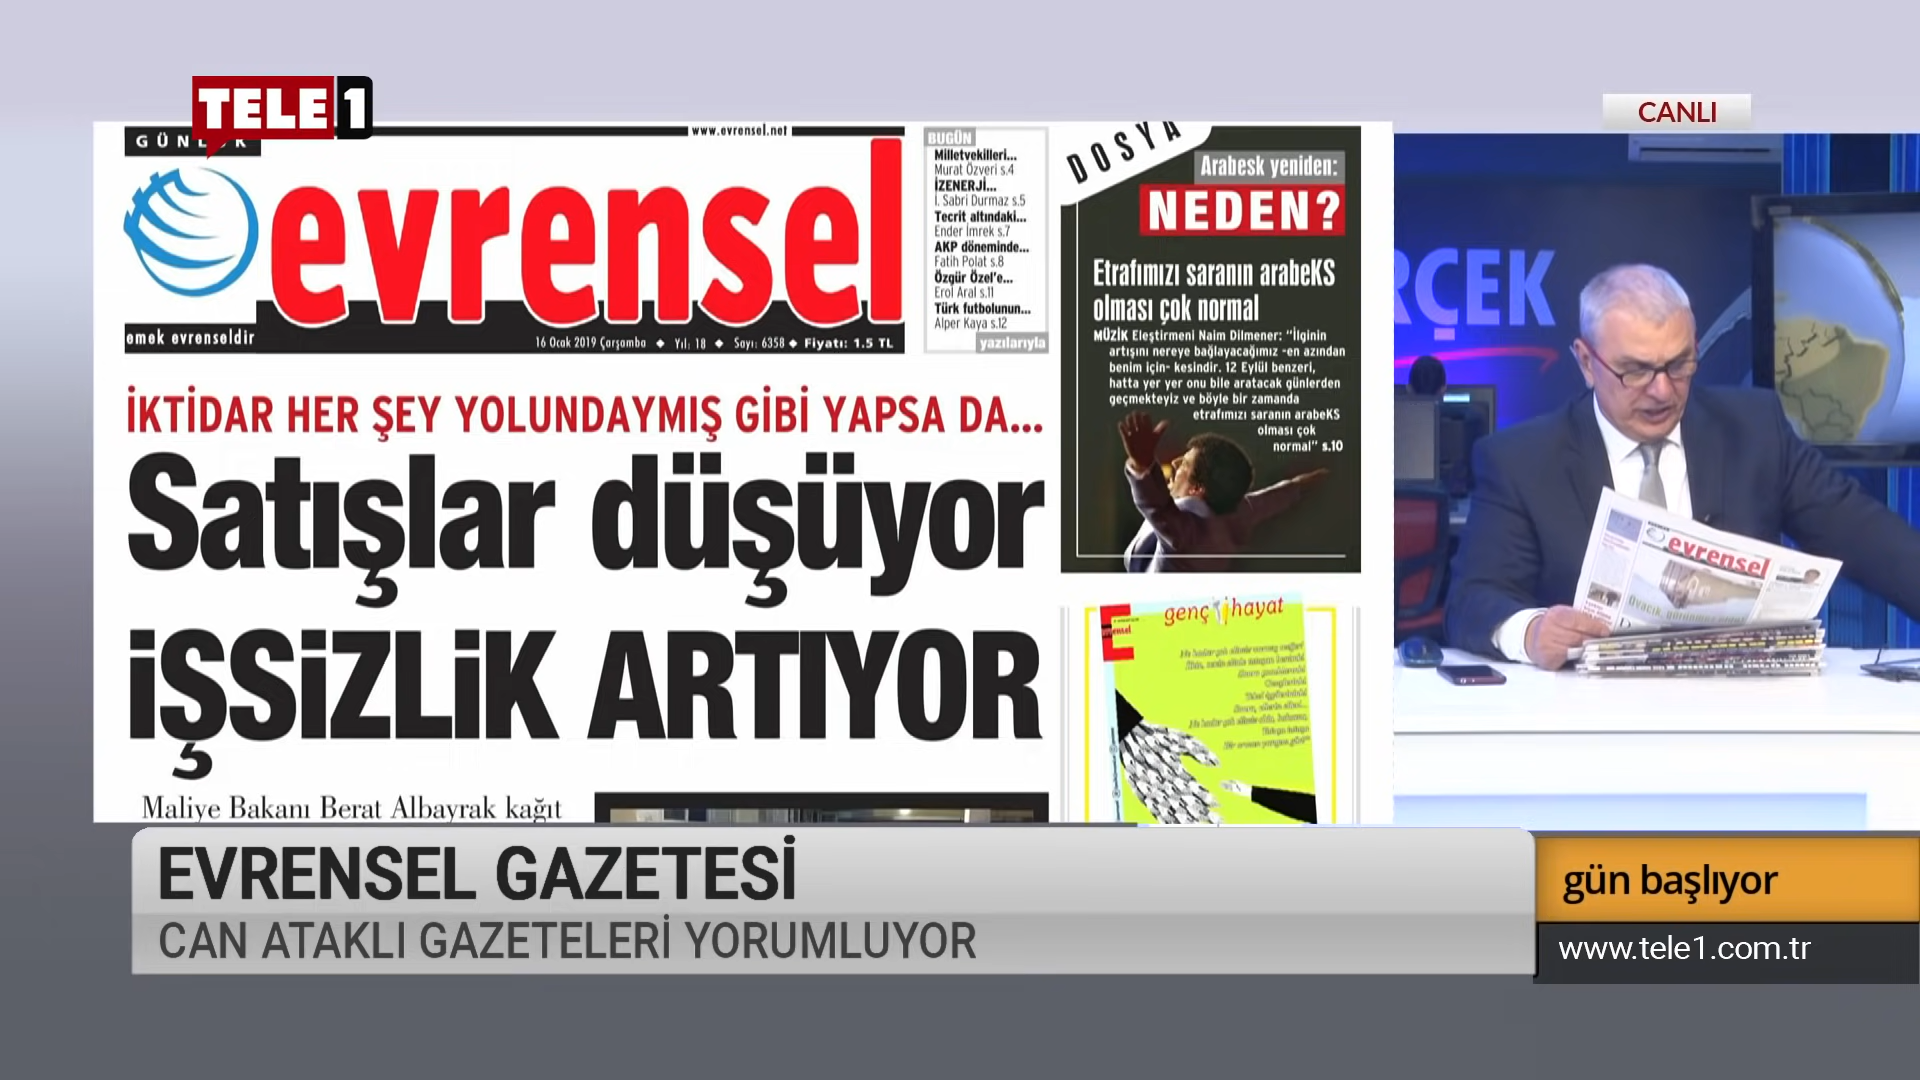 TELE 1
CANLI
www.evrensel.net
evrensel
emek evrenseldir
16 Ocak 2019 Çarşamba ◆ Yıl: 18 ◆ Sayı: 6358 ◆ Fiyatı: 1.5 TL
BUGÜN
Milletvekilleri...
Murat Özveri s.4
İZENERJİ...
İ. Sabri Durmaz s.5
Tecrit altındaki...
Ender İmrek s.7
AKP döneminde...
Fatih Polat s.8
Özgür Özel'e...
Erol Aral s.11
Türk futbolunun...
Alper Kaya s.12
yazılarıyla
DOSYA
Arabesk yeniden:
NEDEN?
Etrafımızı saranın arabeKS
olması çok normal
MÜZİK Eleştirmeni Naim Dilmener: “İlginin
artışını nereye bağlayacağımız -en azından
benim için- kesindir. 12 Eylül benzeri,
hatta yer yer onu bile aratacak günlerden
geçmekteyiz ve böyle bir zamanda
etrafımızı saranın arabeKS
olması çok
normal” s.10
İKTİDAR HER ŞEY YOLUNDAYMIŞ GİBİ YAPSA DA...
Satışlar düşüyor
İŞSİZLİK ARTIYOR
Maliye Bakanı Berat Albayrak kağıt
E
evrensel
genç hayat
RÇEK
evrensel
EVRENSEL GAZETESİ
CAN ATAKLI GAZETELERİ YORUMLUYOR
gün başlıyor
www.tele1.com.tr